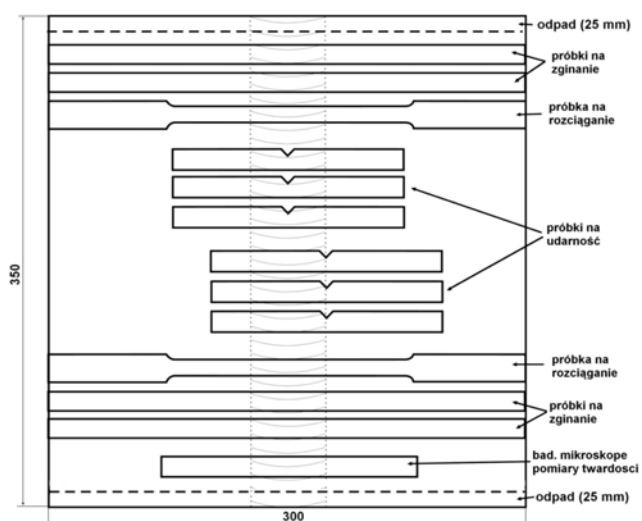 odpad (25 mm)
próbki na
zginanie
próbka na
rozciąganie
próbki na
udarność
350
próbka na
rozciąganie
próbki na
zginanie
bad. mikroskope
pomiary twardosci
odpad (25 mm)
300